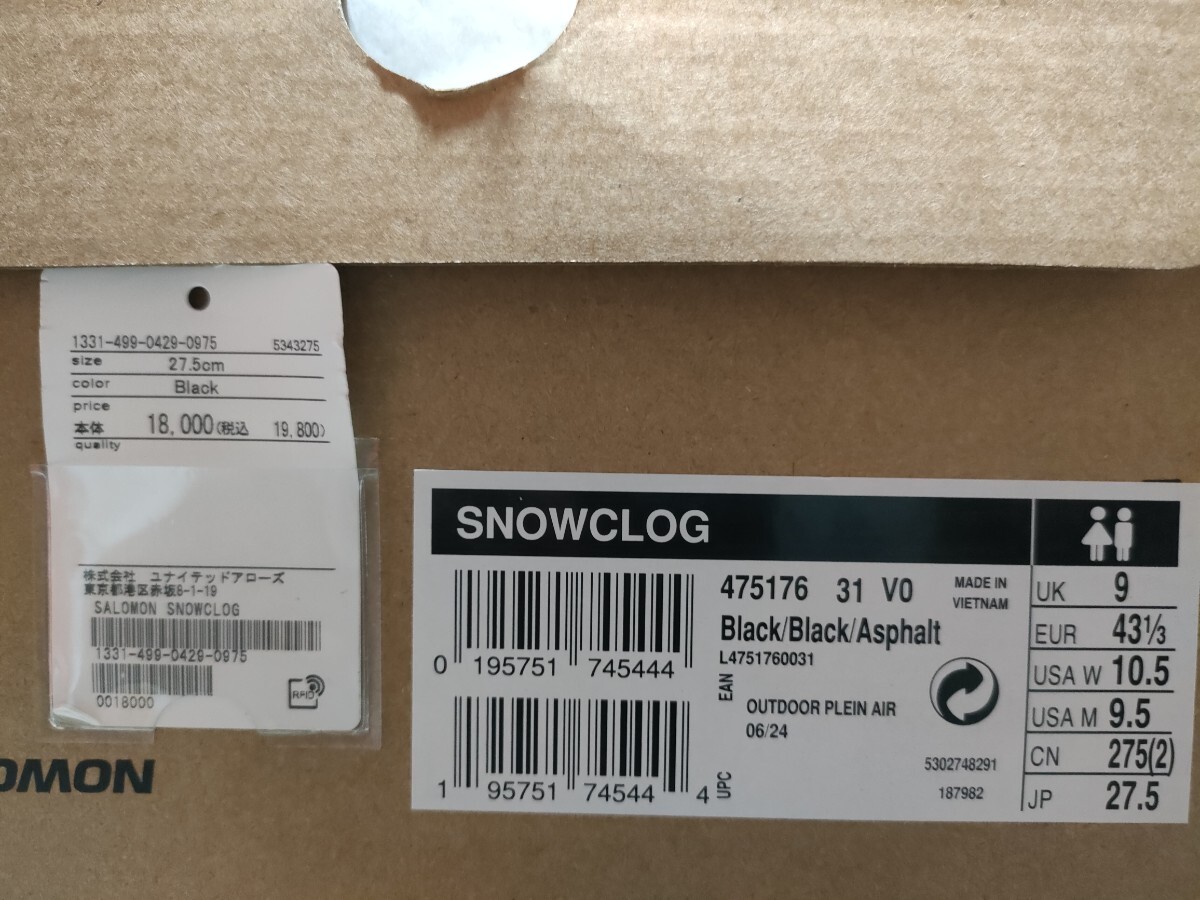 1331-499-0429-0975 5343275
size 27.5cm
color Black
price
本体 18,000(税込 19,800)
quality
株式会社 ユナイテッドアローズ
東京都港区赤坂8-1-19
SALOMON SNOWCLOG
1331-499-0429-0975
0018000
RFID
OMON
SNOWCLOG
475176 31 V0 MADE IN VIETNAM
Black/Black/Asphalt
L4751760031
0 195751 745444
EAN
OUTDOOR PLEIN AIR
06/24
5302748291
187982
1 95751 74544 4
UPC
UK 9
EUR 43⅓
USA W 10.5
USA M 9.5
CN 275(2)
JP 27.5